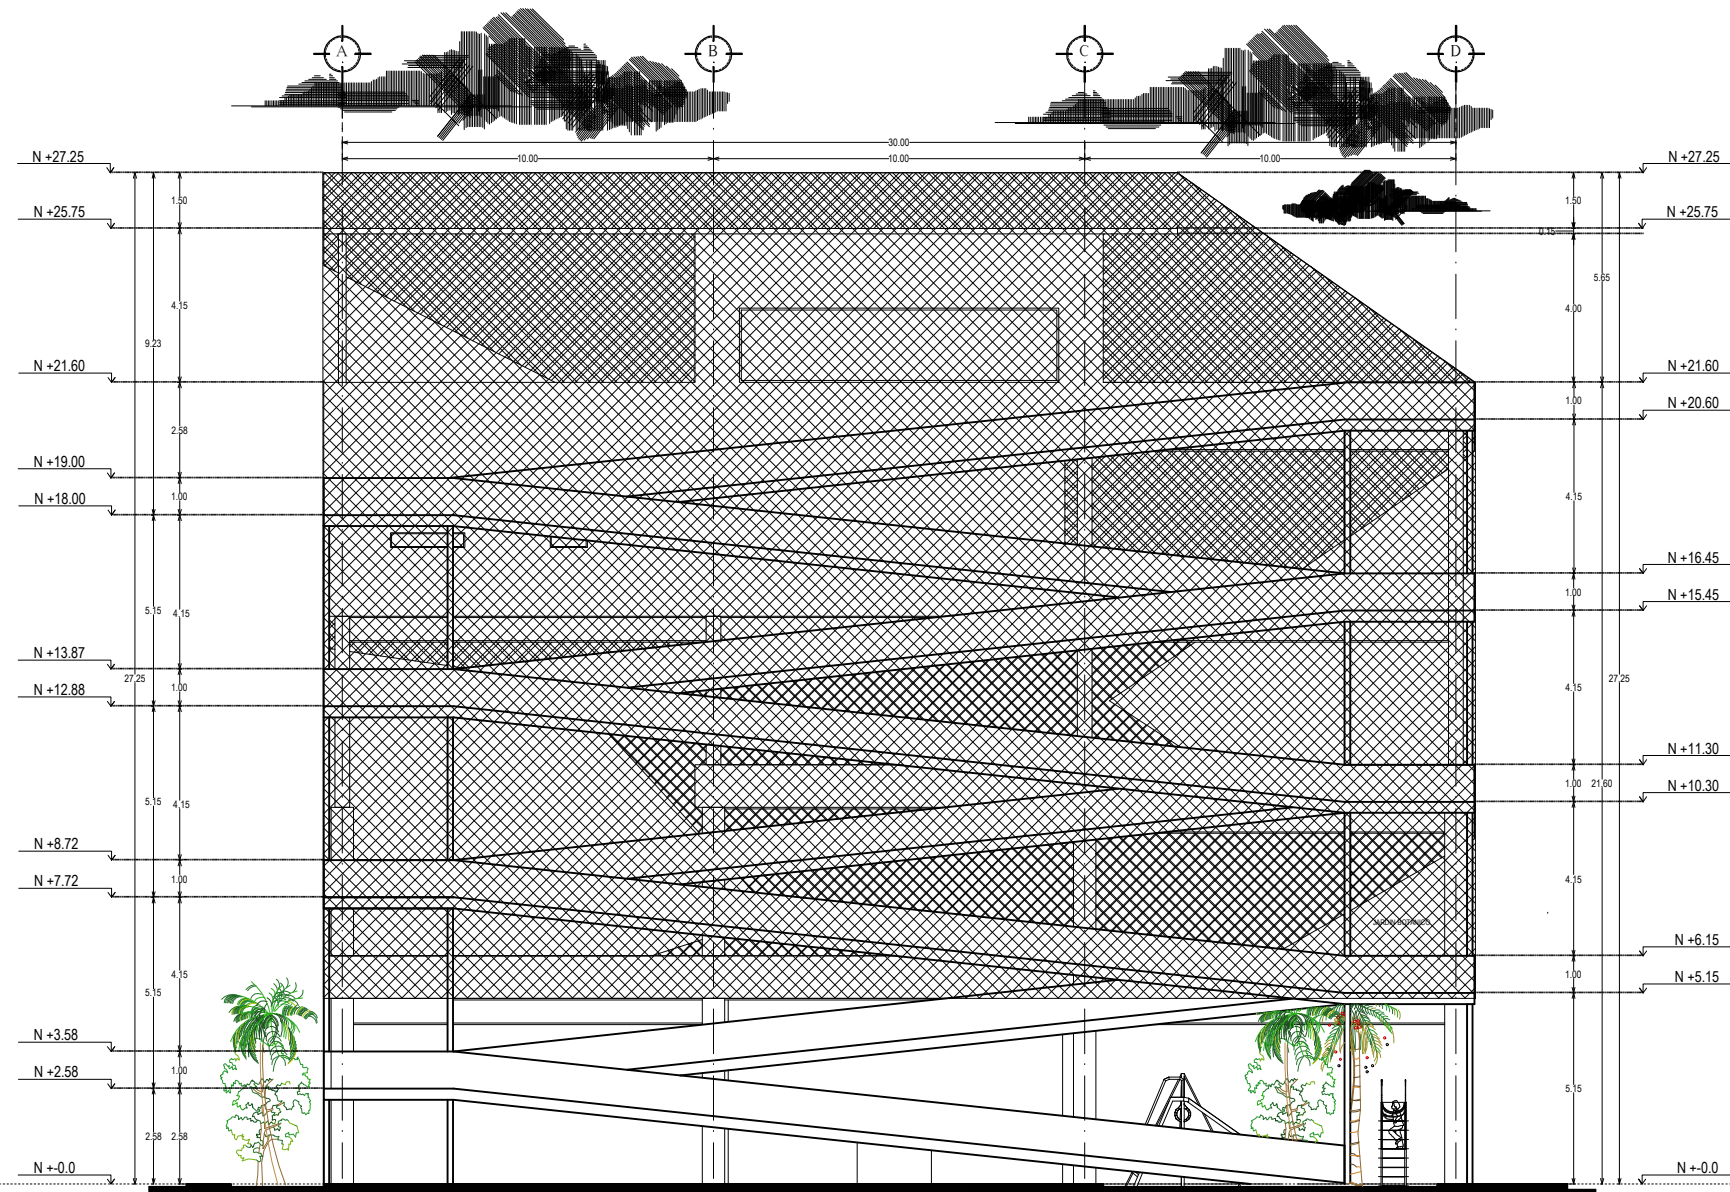 A B C D
30.00
10.00 10.00 10.00
N +27.25
N +25.75
N +21.60
N +19.00
N +18.00
N +13.87
N +12.88
N +8.72
N +7.72
N +3.58
N +2.58
N +-0.0
27.25
9.23
5.15
5.15
5.15
2.58
1.50
4.15
2.58
1.00
4.15
1.00
4.15
1.00
4.15
1.00
2.58
JARDIN BOTANICO
1.50
0.15
4.00
1.00
4.15
1.00
4.15
1.00
4.15
1.00
5.15
5.65
21.60
27.25
N +27.25
N +25.75
N +21.60
N +20.60
N +16.45
N +15.45
N +11.30
N +10.30
N +6.15
N +5.15
N +-0.0